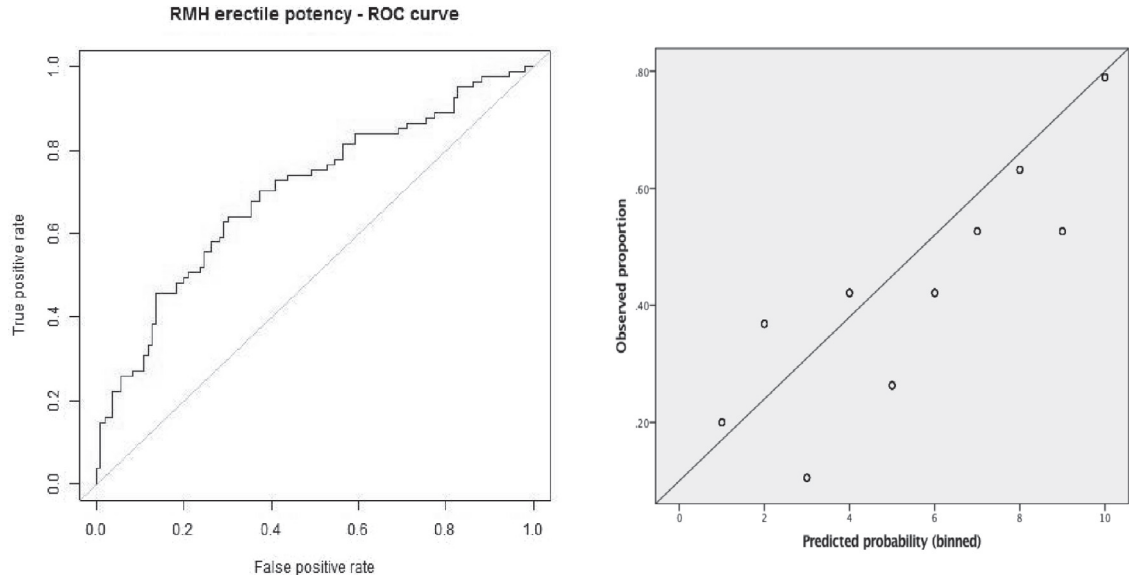 RMH erectile potency - ROC curve
1.0
0.8
0.6
0.4
0.2
0.0
True positive rate
0.0 0.2 0.4 0.6 0.8 1.0
False positive rate
.80
.60
.40
.20
Observed proportion
0 2 4 6 8 10
Predicted probability (binned)